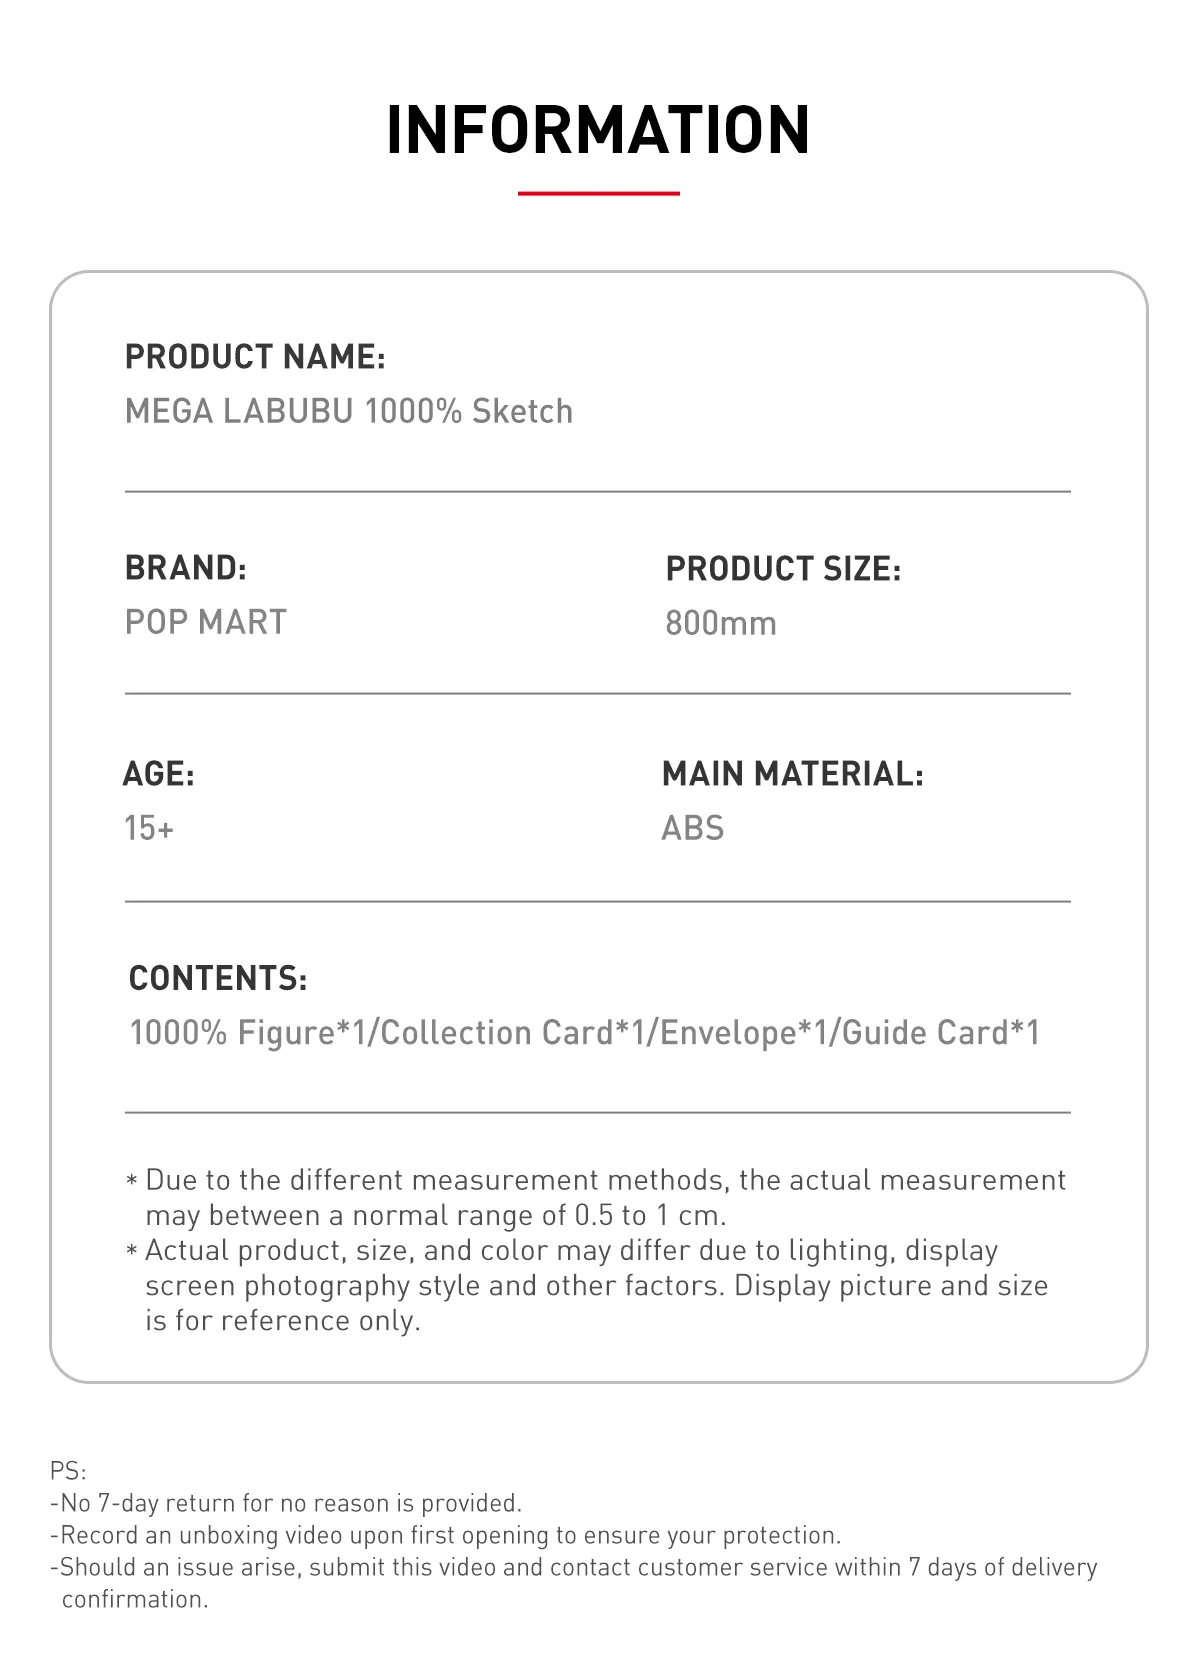 INFORMATION
PRODUCT NAME:
MEGA LABUBU 1000% Sketch
BRAND:
POP MART
PRODUCT SIZE:
800mm
AGE:
15+
MAIN MATERIAL:
ABS
CONTENTS:
1000% Figure*1/Collection Card*1/Envelope*1/Guide Card*1
* Due to the different measurement methods, the actual measurement
may between a normal range of 0.5 to 1 cm.
* Actual product, size, and color may differ due to lighting, display
screen photography style and other factors. Display picture and size
is for reference only.
PS:
-No 7-day return for no reason is provided.
-Record an unboxing video upon first opening to ensure your protection.
-Should an issue arise, submit this video and contact customer service within 7 days of delivery
confirmation.